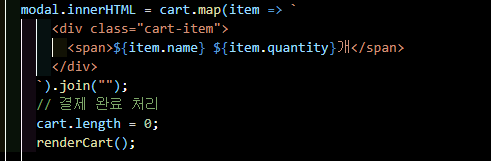 modal.innerHTML = cart.map(item => `
<div class="cart-item">
<span>${item.name} ${item.quantity}개</span>
</div>
`).join("");
// 결제 완료 처리
cart.length = 0;
renderCart();